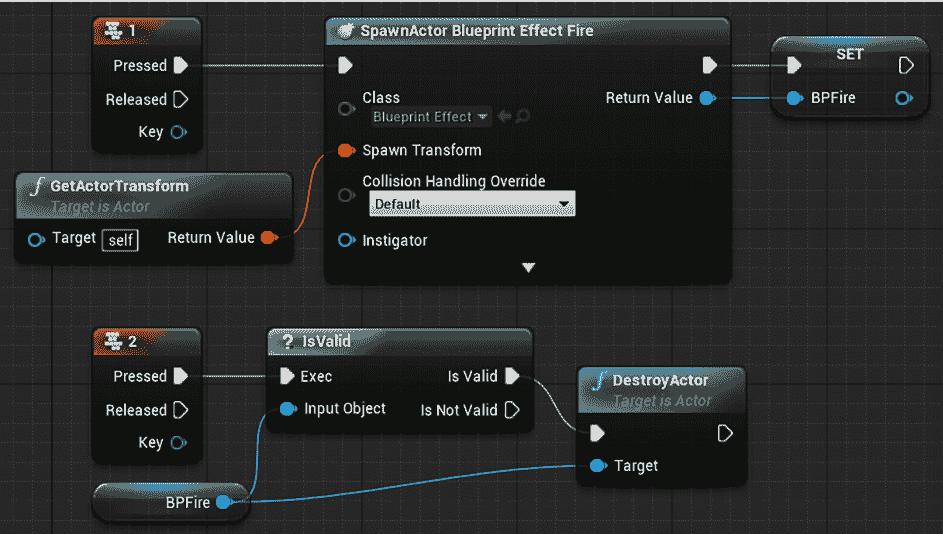 1
Pressed
Released
Key
SpawnActor Blueprint Effect Fire
Class
Blueprint Effect
Return Value
Spawn Transform
Collision Handling Override
Default
Instigator
SET
BPFire
f GetActorTransform
Target is Actor
Target self Return Value
2
Pressed
Released
Key
? IsValid
Exec Is Valid
Input Object Is Not Valid
f DestroyActor
Target is Actor
Target
BPFire